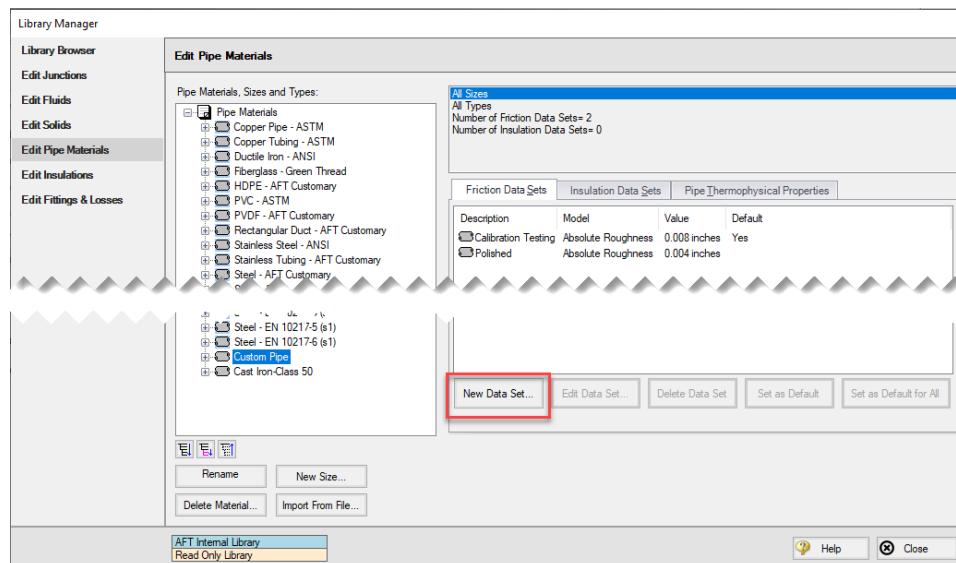 Library Manager
Library Browser
Edit Junctions
Edit Fluids
Edit Solids
Edit Pipe Materials
Edit Insulations
Edit Fittings & Losses
Edit Pipe Materials
Pipe Materials, Sizes and Types:
Pipe Materials
Copper Pipe - ASTM
Copper Tubing - ASTM
Ductile Iron - ANSI
Fiberglass - Green Thread
HDPE - AFT Customary
PVC - ASTM
PVDF - AFT Customary
Rectangular Duct - AFT Customary
Stainless Steel - ANSI
Stainless Tubing - AFT Customary
Steel - AFT Customary
Steel - EN 10217-5 (s1)
Steel - EN 10217-6 (s1)
Custom Pipe
Cast Iron-Class 50
Rename
New Size...
Delete Material...
Import From File...
All Sizes
All Types
Number of Friction Data Sets= 2
Number of Insulation Data Sets= 0
Friction Data Sets Insulation Data Sets Pipe Thermophysical Properties
Description Model Value Default
Calibration Testing Absolute Roughness 0.008 inches Yes
Polished Absolute Roughness 0.004 inches
New Data Set... Edit Data Set... Delete Data Set Set as Default Set as Default for All
AFT Internal Library
Read Only Library
Help Close